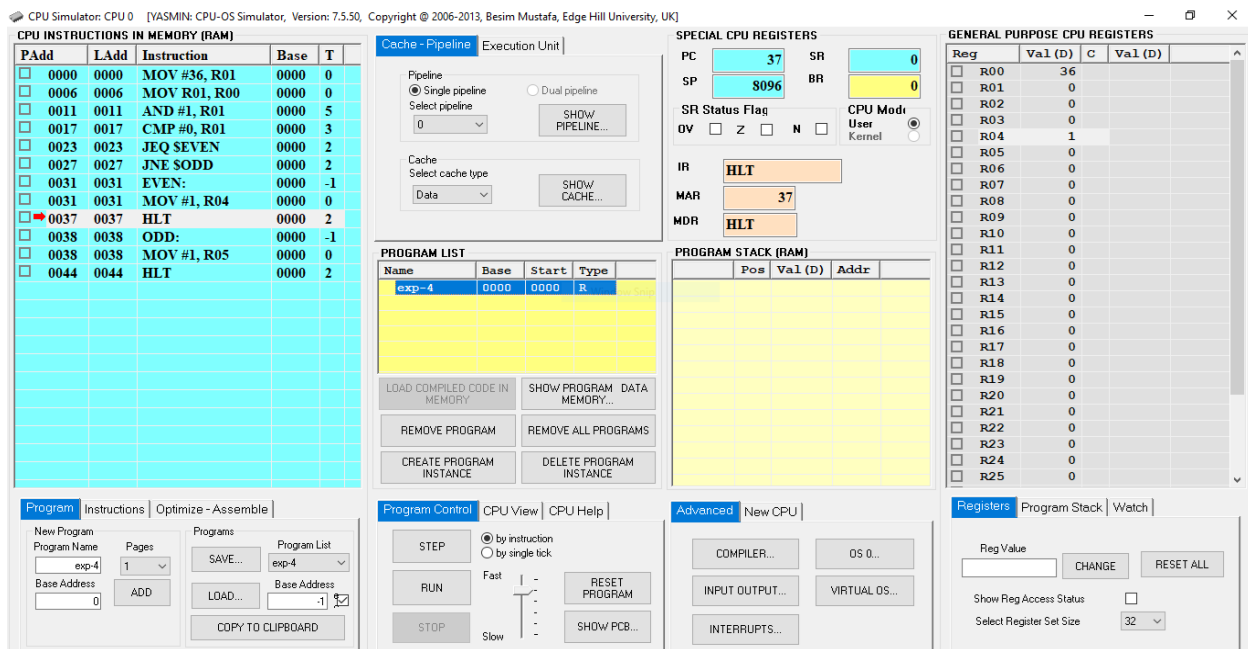 CPU Simulator: CPU 0 [YASMIN: CPU-OS Simulator, Version: 7.5.50, Copyright @ 2006-2013, Besim Mustafa, Edge Hill University, UK]
CPU INSTRUCTIONS IN MEMORY (RAM)
PAdd LAdd Instruction Base T
0000 0000 MOV #36, R01 0000 0
0006 0006 MOV R01, R00 0000 0
0011 0011 AND #1, R01 0000 5
0017 0017 CMP #0, R01 0000 3
0023 0023 JEQ $EVEN 0000 2
0027 0027 JNE $ODD 0000 2
0031 0031 EVEN: 0000 -1
0031 0031 MOV #1, R04 0000 0
0037 0037 HLT 0000 2
0038 0038 ODD: 0000 -1
0038 0038 MOV #1, R05 0000 0
0044 0044 HLT 0000 2
Program Instructions Optimize - Assemble
New Program
Program Name Pages
exp-4 1
Base Address
0 ADD
Programs
SAVE... Program List
exp-4
LOAD... Base Address
-1
COPY TO CLIPBOARD
Cache - Pipeline Execution Unit
Pipeline
Single pipeline Dual pipeline
Select pipeline
0 SHOW PIPELINE...
Cache
Select cache type
Data SHOW CACHE...
PROGRAM LIST
Name Base Start Type
exp-4 0000 0000 R
LOAD COMPILED CODE IN MEMORY SHOW PROGRAM DATA MEMORY...
REMOVE PROGRAM REMOVE ALL PROGRAMS
CREATE PROGRAM INSTANCE DELETE PROGRAM INSTANCE
Program Control CPU View CPU Help
STEP by instruction
by single tick
RUN Fast RESET PROGRAM
STOP Slow SHOW PCB...
SPECIAL CPU REGISTERS
PC 37 SR 0
SP 8096 BR 0
SR Status Flag
OV Z N
CPU Mode
User
Kernel
IR HLT
MAR 37
MDR HLT
PROGRAM STACK (RAM)
Pos Val (D) Addr
Advanced New CPU
COMPILER... OS 0...
INPUT OUTPUT... VIRTUAL OS...
INTERRUPTS...
GENERAL PURPOSE CPU REGISTERS
Reg Val (D) C Val (D)
R00 36
R01 0
R02 0
R03 0
R04 1
R05 0
R06 0
R07 0
R08 0
R09 0
R10 0
R11 0
R12 0
R13 0
R14 0
R15 0
R16 0
R17 0
R18 0
R19 0
R20 0
R21 0
R22 0
R23 0
R24 0
R25 0
Registers Program Stack Watch
Reg Value
CHANGE RESET ALL
Show Reg Access Status
Select Register Set Size 32